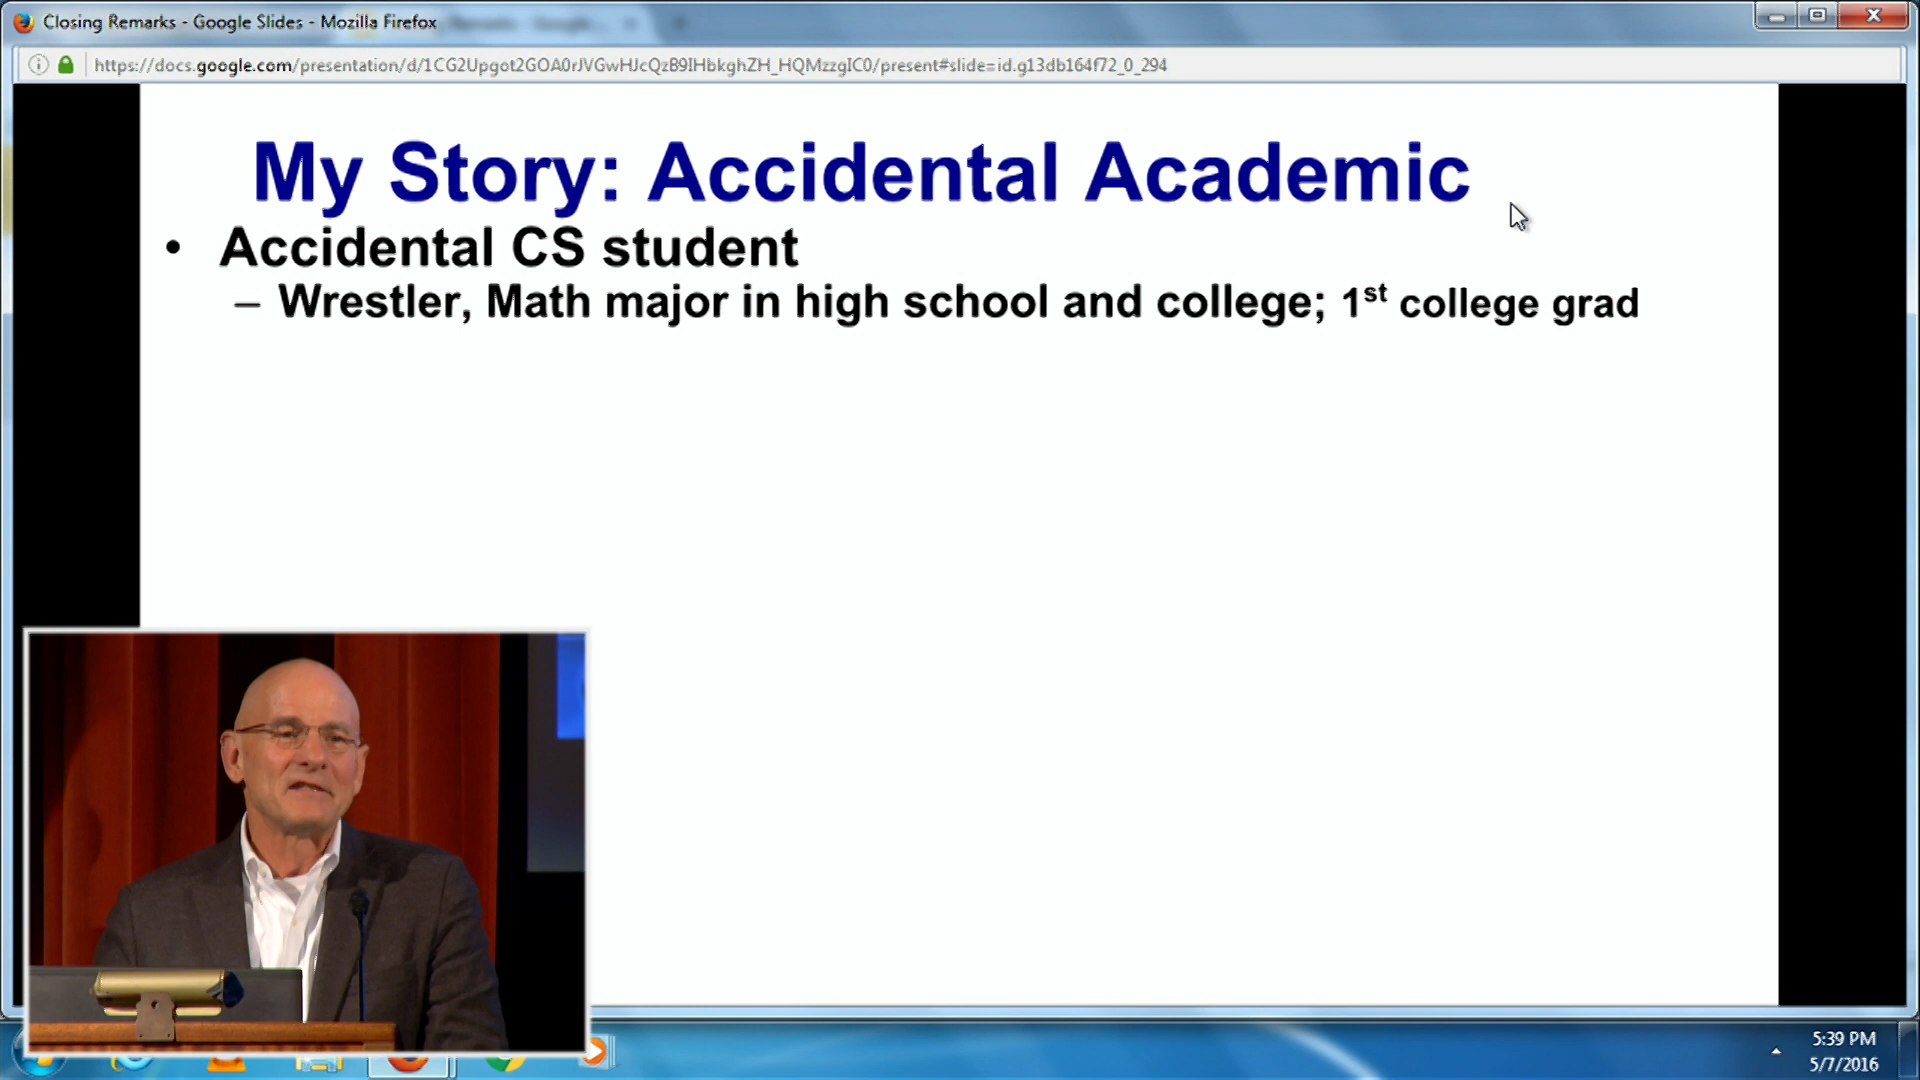 Closing Remarks - Google Slides - Mozilla Firefox
https://docs.google.com/presentation/d/1CG2Upgot2GOA0rJVGwHJcQzB9IHbkghZH_HQMzzgIC0/present#slide=id.g13db164f72_0_294
My Story: Accidental Academic
• Accidental CS student
– Wrestler, Math major in high school and college; 1st college grad
5:39 PM
5/7/2016